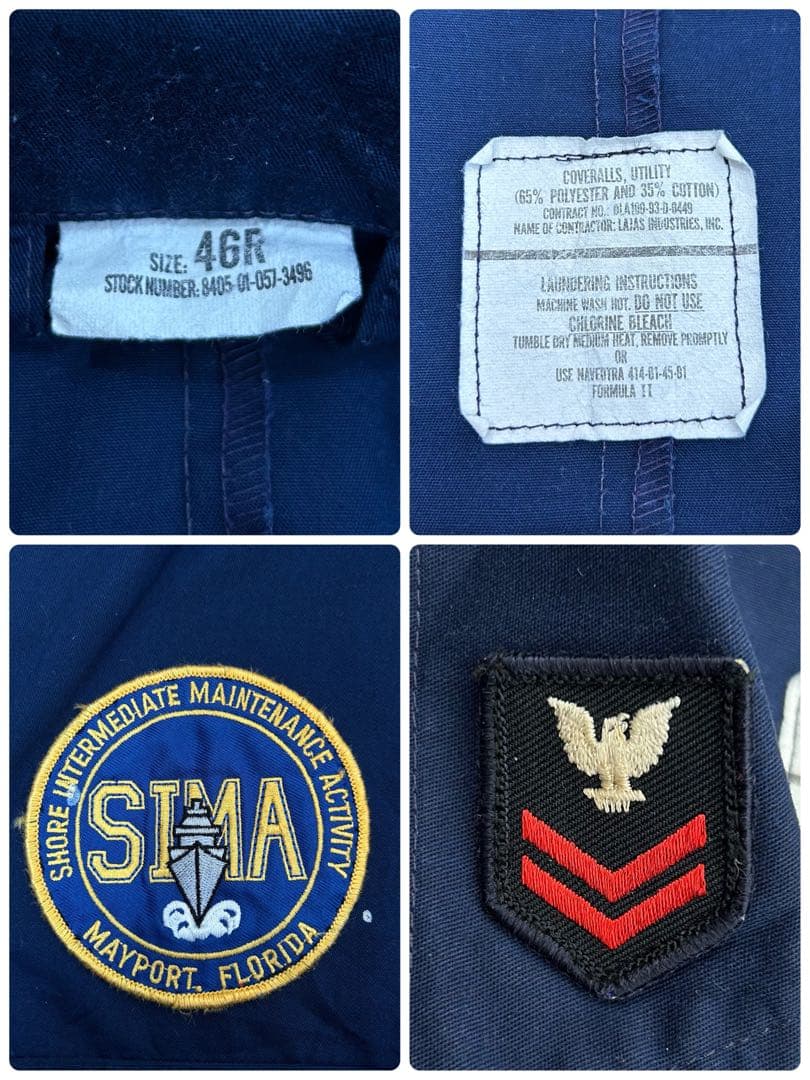 SIZE: 46R
STOCK NUMBER: 8405-01-057-3496
COVERALLS, UTILITY
(65% POLYESTER AND 35% COTTON)
CONTRACT NO.: DLA100-93-D-0449
NAME OF CONTRACTOR: LAJAS INDUSTRIES, INC.
LAUNDERING INSTRUCTIONS
MACHINE WASH HOT. DO NOT USE
CHLORINE BLEACH
TUMBLE DRY MEDIUM HEAT, REMOVE PROMPTLY
OR
USE NAVEDTRA 414-01-45-81
FORMULA II
SHORE INTERMEDIATE MAINTENANCE ACTIVITY
SIMA
MAYPORT, FLORIDA